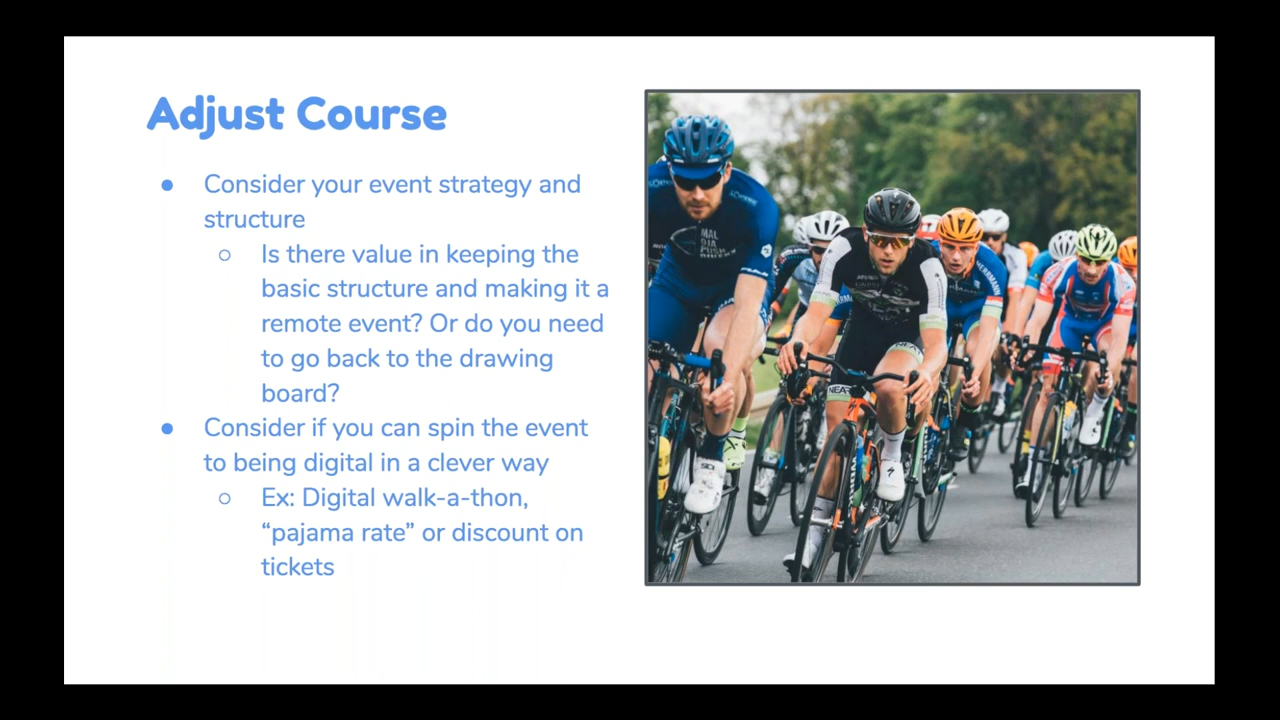 Adjust Course
● Consider your event strategy and
structure
○ Is there value in keeping the
basic structure and making it a
remote event? Or do you need
to go back to the drawing
board?
● Consider if you can spin the event
to being digital in a clever way
○ Ex: Digital walk-a-thon,
“pajama rate” or discount on
tickets